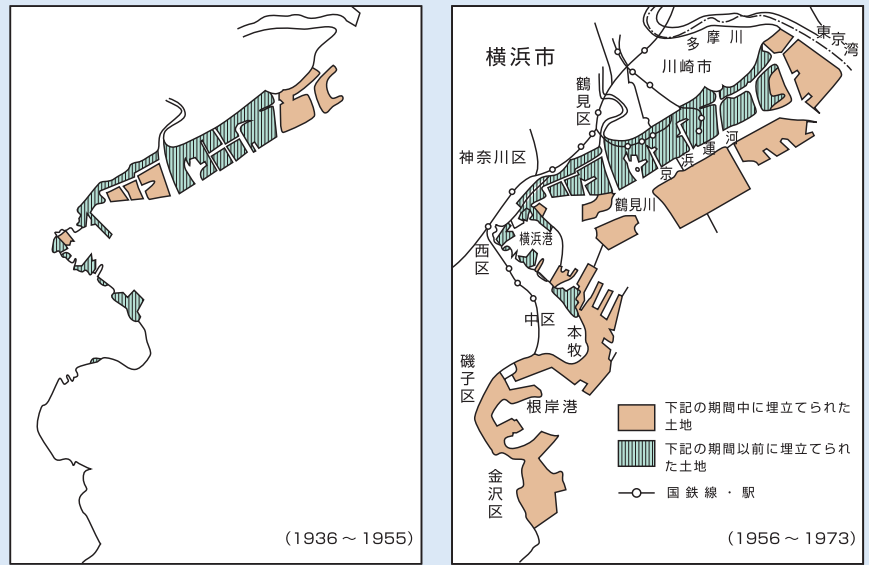 (1936～1955)
横浜市
多摩川
東京湾
川崎市
鶴見区
神奈川区
京浜運河
鶴見川
横浜港
西区
中区
本牧
磯子区
根岸港
金沢区
下記の期間中に埋立てられた
土地
下記の期間以前に埋立てられ
た土地
国鉄線・駅
(1956～1973)